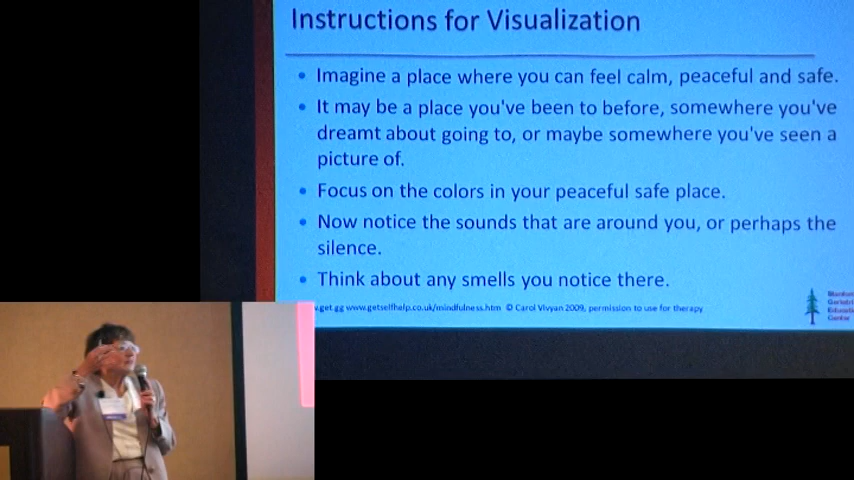 Instructions for Visualization
• Imagine a place where you can feel calm, peaceful and safe.
• It may be a place you've been to before, somewhere you've
dreamt about going to, or maybe somewhere you've seen a
picture of.
• Focus on the colors in your peaceful safe place.
• Now notice the sounds that are around you, or perhaps the
silence.
• Think about any smells you notice there.
.get.gg www.getselfhelp.co.uk/mindfulness.htm © Carol Vivyan 2009, permission to use for therapy
Center